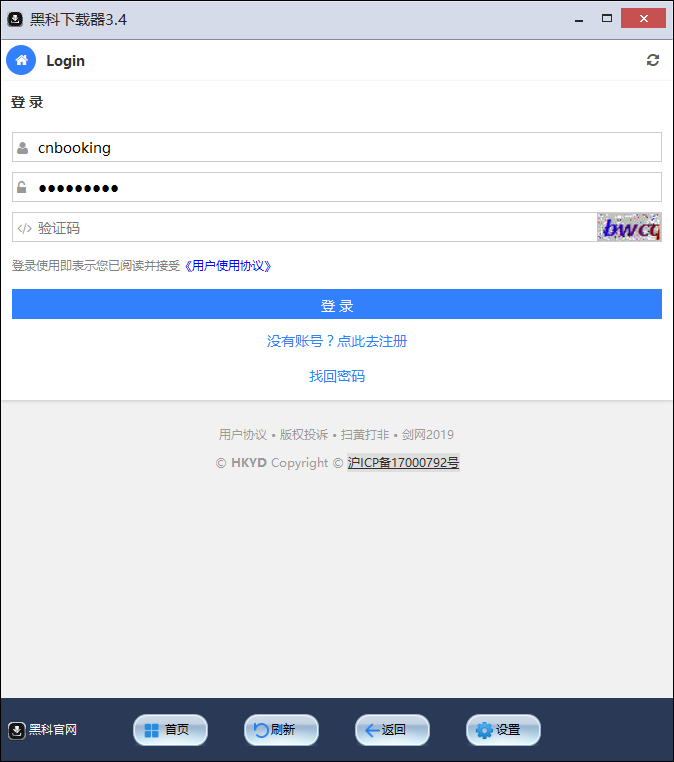 黑科下载器3.4
Login
登 录
cnbooking
●●●●●●●●●
</> 验证码
bwcq
登录使用即表示您已阅读并接受《用户使用协议》
登 录
没有账号？点此去注册
找回密码
用户协议 • 版权投诉 • 扫黄打非 • 剑网2019
© HKYD Copyright © 沪ICP备17000792号
黑科官网 首页 刷新 返回 设置